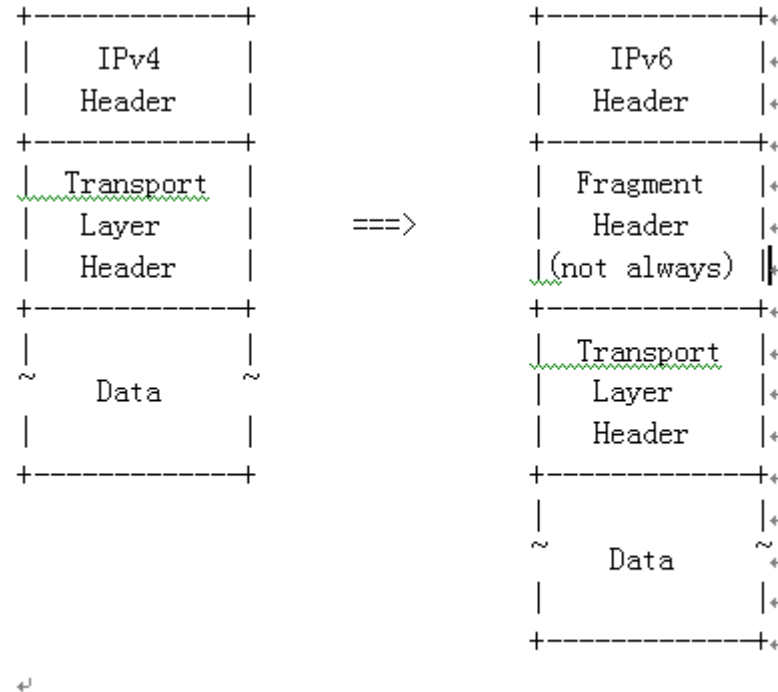 +-------------+                 +-------------+
|    IPv4     |                 |    IPv6     |
|   Header    |                 |   Header    |
+-------------+                 +-------------+
|  Transport  |                 |  Fragment   |
|   Layer     |      ===>       |   Header    |
|   Header    |                 |(not always) |
+-------------+                 +-------------+
|             |                 |  Transport  |
~    Data     ~                 |   Layer     |
|             |                 |   Header    |
+-------------+                 +-------------+
                                |             |
                                ~    Data     ~
                                |             |
                                +-------------+